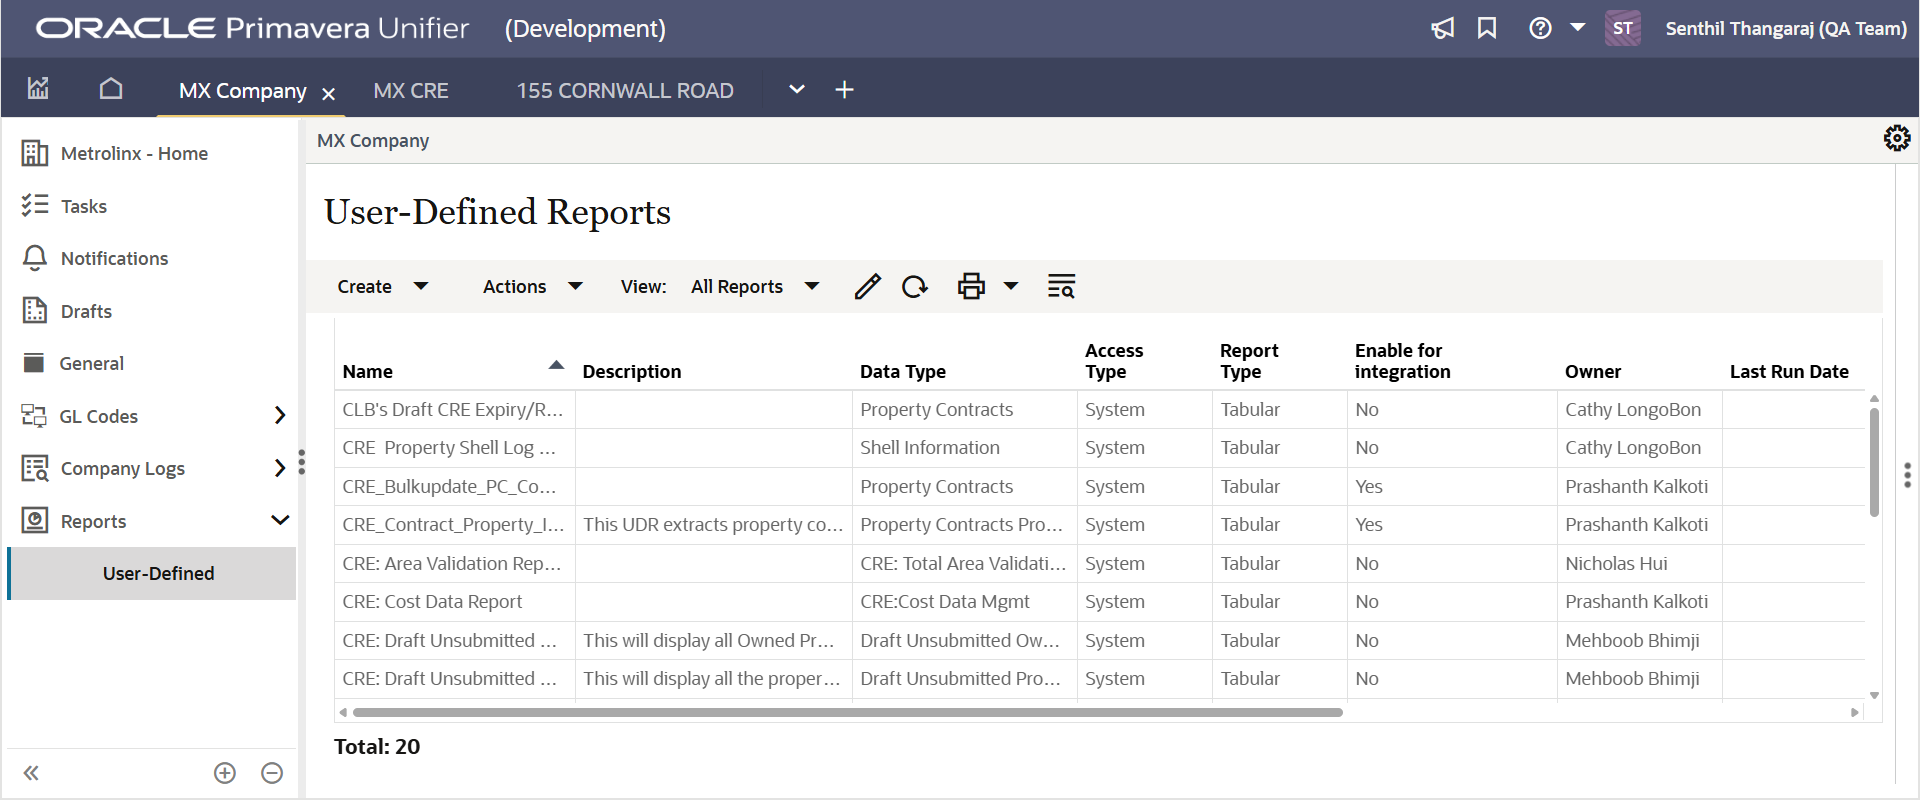 ORACLE Primavera Unifier (Development) ST Senthil Thangaraj (QA Team)
MX Company MX CRE 155 CORNWALL ROAD
Metrolinx - Home
Tasks
Notifications
Drafts
General
GL Codes
Company Logs
Reports
User-Defined
MX Company
User-Defined Reports
Create Actions View: All Reports
Name Description Data Type Access Type Report Type Enable for integration Owner Last Run Date
CLB's Draft CRE Expiry/R... Property Contracts System Tabular No Cathy LongoBon
CRE Property Shell Log ... Shell Information System Tabular No Cathy LongoBon
CRE_Bulkupdate_PC_Co... Property Contracts System Tabular Yes Prashanth Kalkoti
CRE_Contract_Property_I... This UDR extracts property co... Property Contracts Pro... System Tabular Yes Prashanth Kalkoti
CRE: Area Validation Rep... CRE: Total Area Validati... System Tabular No Nicholas Hui
CRE: Cost Data Report CRE:Cost Data Mgmt System Tabular No Prashanth Kalkoti
CRE: Draft Unsubmitted ... This will display all Owned Pr... Draft Unsubmitted Ow... System Tabular No Mehboob Bhimji
CRE: Draft Unsubmitted ... This will display all the proper... Draft Unsubmitted Pro... System Tabular No Mehboob Bhimji
Total: 20